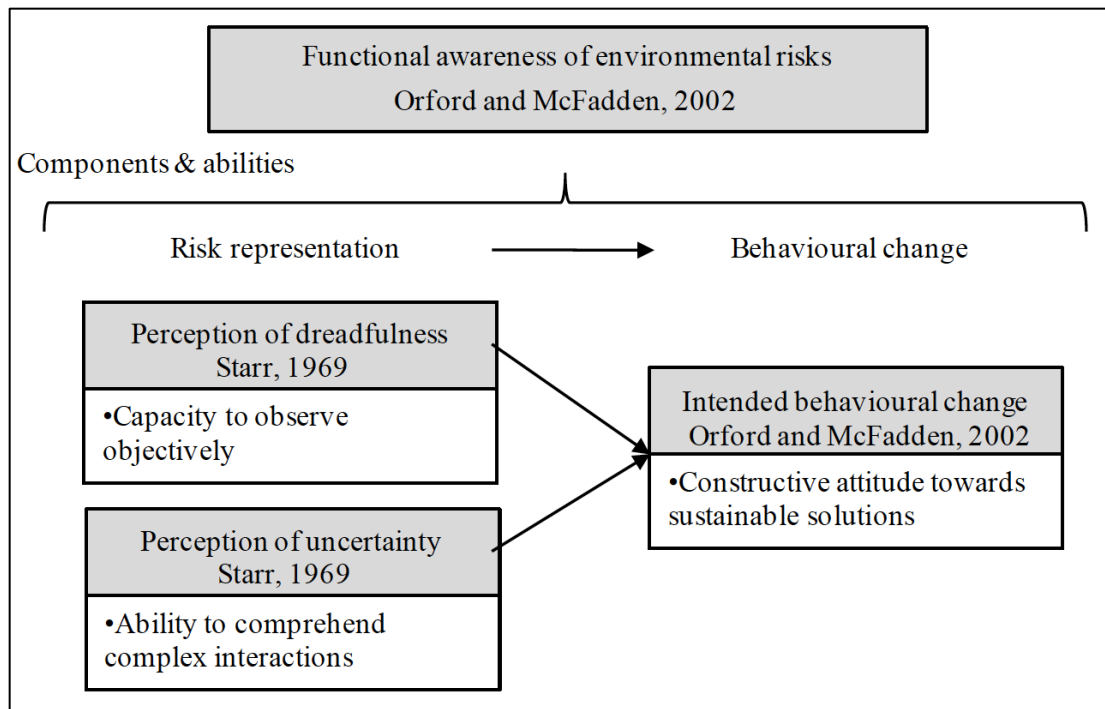 Functional awareness of environmental risks
Orford and McFadden, 2002
Components & abilities
Risk representation
Behavioural change
Perception of dreadfulness
Starr, 1969
•Capacity to observe
objectively
Perception of uncertainty
Starr, 1969
•Ability to comprehend
complex interactions
Intended behavioural change
Orford and McFadden, 2002
•Constructive attitude towards
sustainable solutions